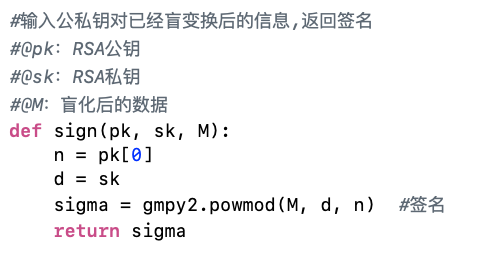 #输入公私钥对已经盲变换后的信息,返回签名
#@pk：RSA公钥
#@sk：RSA私钥
#@M：盲化后的数据
def sign(pk, sk, M):
    n = pk[0]
    d = sk
    sigma = gmpy2.powmod(M, d, n)  #签名
    return sigma